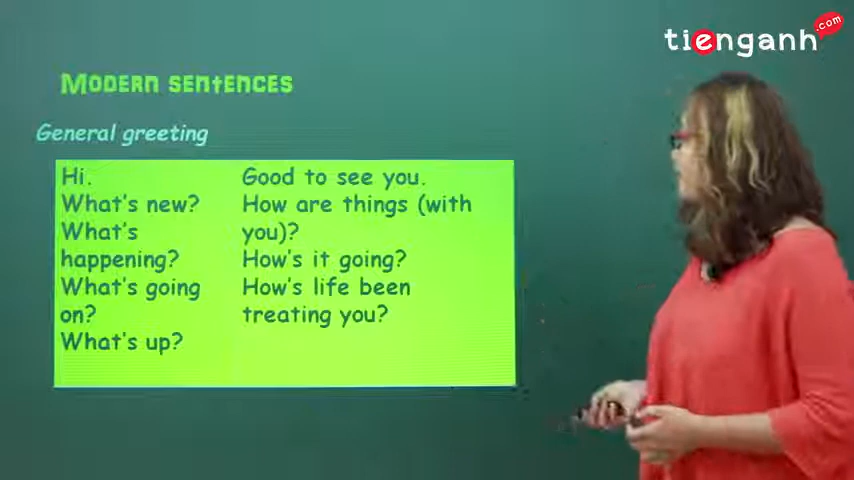 tienganh
.com
Modern sentences
General greeting
Hi.
What's new?
What's
happening?
What's going
on?
What's up?
Good to see you.
How are things (with
you)?
How's it going?
How's life been
treating you?